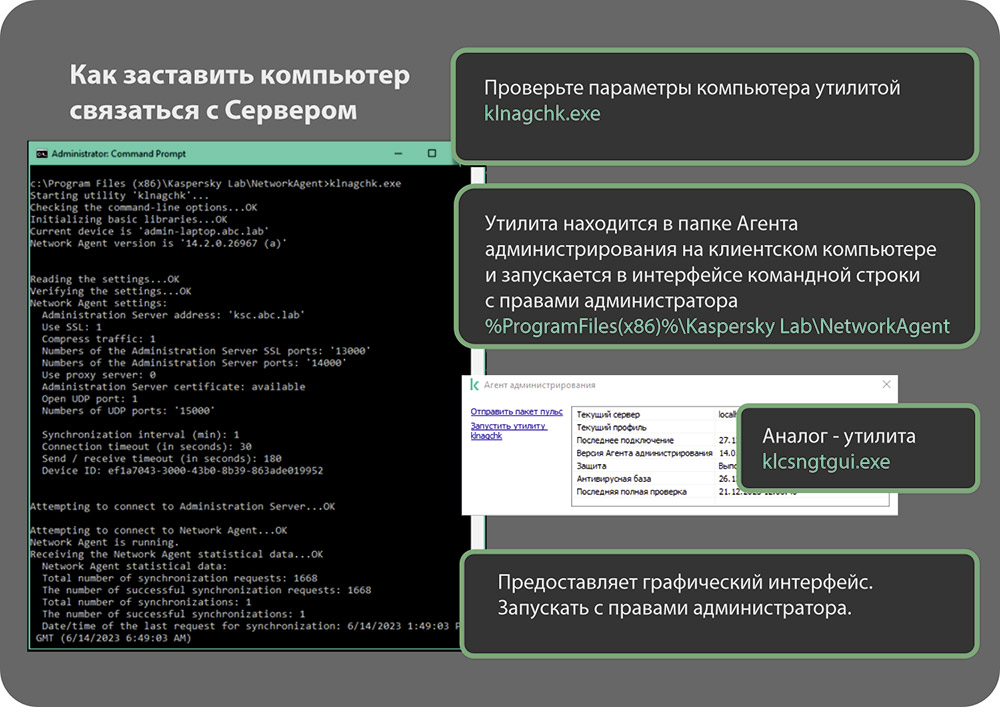 Как заставить компьютер
связаться с Сервером
Проверьте параметры компьютера утилитой
klnagchk.exe
Administrator: Command Prompt
c:\Program Files (x86)\Kaspersky Lab\NetworkAgent>klnagchk.exe
Starting utility 'klnagchk'...
Checking the command-line options...OK
Initializing basic libraries...OK
Current device is 'admin-laptop.abc.lab'
Network Agent version is '14.2.0.26967 (a)'
Reading the settings...OK
Verifying the settings...OK
Network Agent settings:
Administration Server address: 'ksc.abc.lab'
Use SSL: 1
Compress traffic: 1
Numbers of the Administration Server SSL ports: '13000'
Numbers of the Administration Server ports: '14000'
Use proxy server: 0
Administration Server certificate: available
Open UDP port: 1
Numbers of UDP ports: '15000'
Synchronization interval (min): 1
Connection timeout (in seconds): 30
Send / receive timeout (in seconds): 180
Device ID: ef1a7043-3000-43b0-8b39-863ade019952
Attempting to connect to Administration Server...OK
Attempting to connect to Network Agent...OK
Network Agent is running.
Receiving the Network Agent statistical data...OK
Network Agent statistical data:
Total number of synchronization requests: 1668
The number of successful synchronization requests: 1668
Total number of synchronizations: 1
The number of successful synchronizations: 1
Date/time of the last request for synchronization: 6/14/2023 1:49:03
GMT (6/14/2023 6:49:03 AM)
Утилита находится в папке Агента
администрирования на клиентском компьютере
и запускается в интерфейсе командной строки
с правами администратора
%ProgramFiles(x86)%\Kaspersky Lab\NetworkAgent
Агент администрирования
Отправить пакет пульс
Запустить утилиту
klnagchk
Текущий сервер local
Текущий профиль
Последнее подключение 27.1
Версия Агента администрирования 14.0
Защита Выпо
Антивирусная база 26.1
Последняя полная проверка 21.12
Аналог - утилита
klcsngtgui.exe
Предоставляет графический интерфейс.
Запускать с правами администратора.